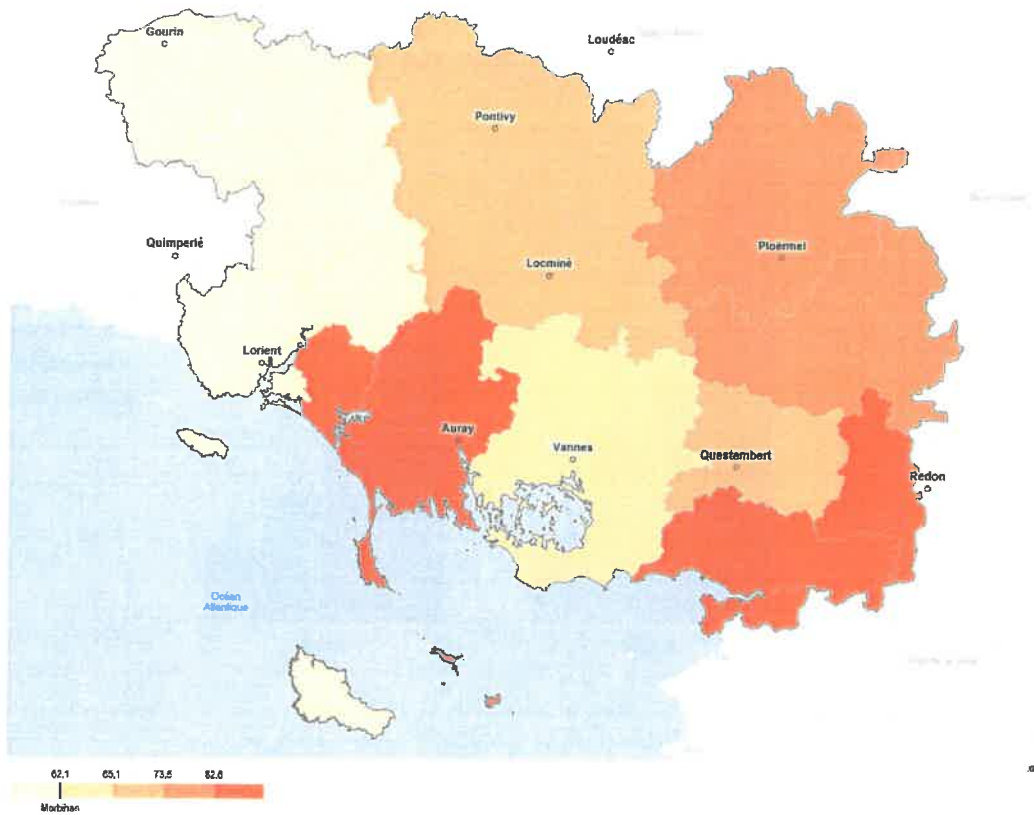 Gourin
Loudéac
Pontivy
Quimperlé
Ploërmel
Locminé
Lorient
Auray
Vannes
Questembert
Redon
Océan
Atlantique
62,1 65,1 73,5 82,6
Morbihan